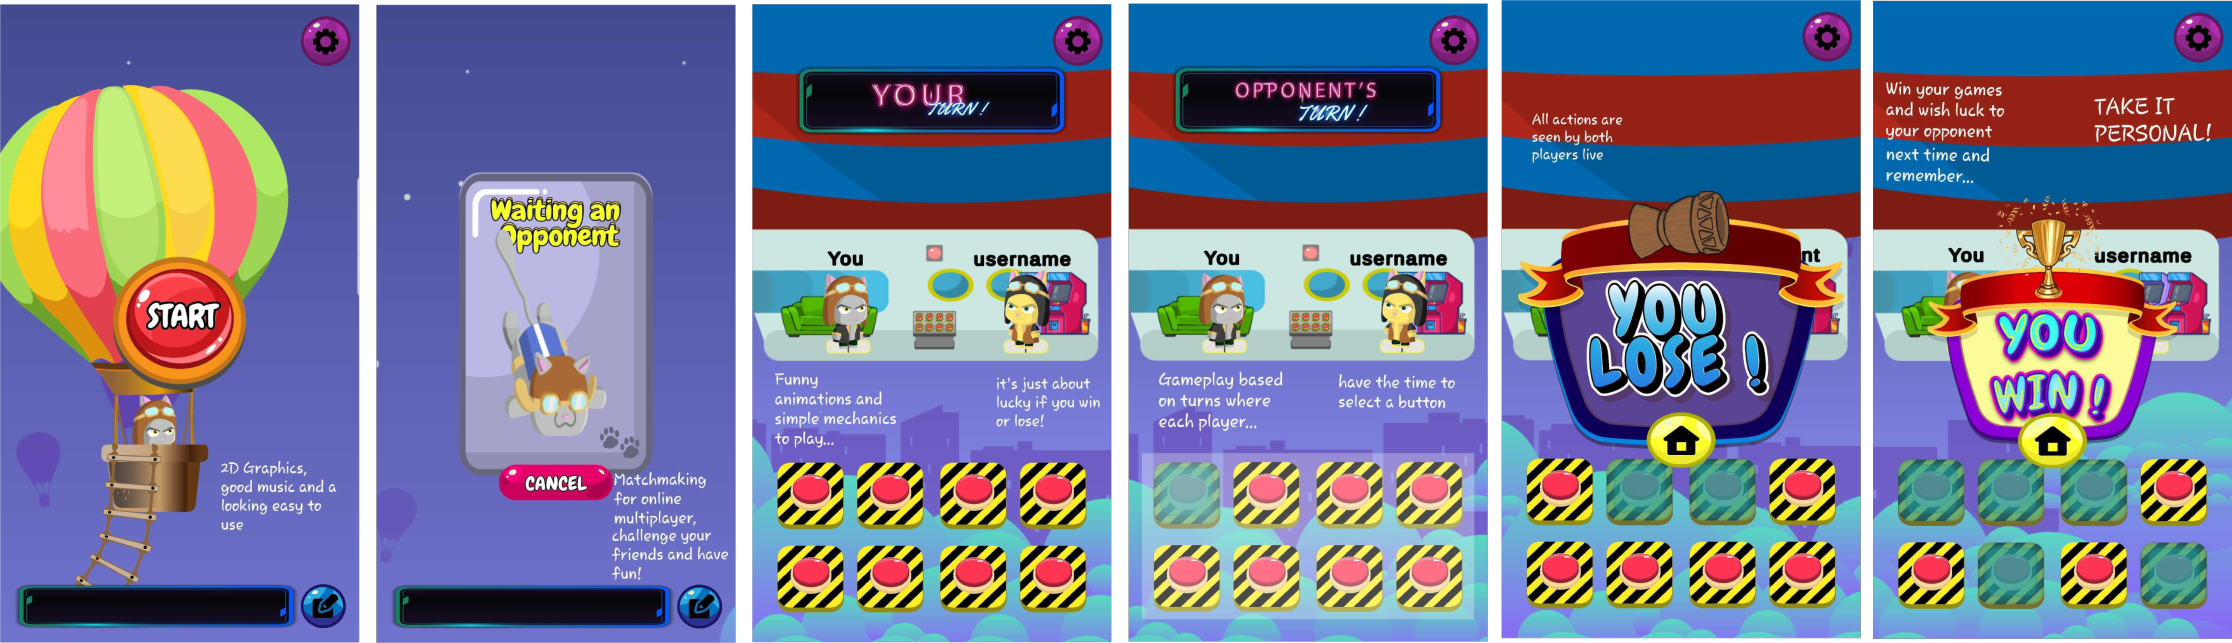 START
2D Graphics,
good music and a
looking easy to
use
Waiting an
Opponent
CANCEL
Matchmaking
for online
multiplayer,
challenge your
friends and have
fun!
YOUR
TURN!
You
username
Funny
animations and
simple mechanics
to play...
it's just about
lucky if you win
or lose!
OPPONENT'S
TURN!
You
username
Gameplay based
on turns where
each player...
have the time to
select a button
All actions are
seen by both
players live
nt
YOU
LOSE !
Win your games
and wish luck to
your opponent
next time and
remember...
TAKE IT
PERSONAL!
You
username
YOU
WIN !